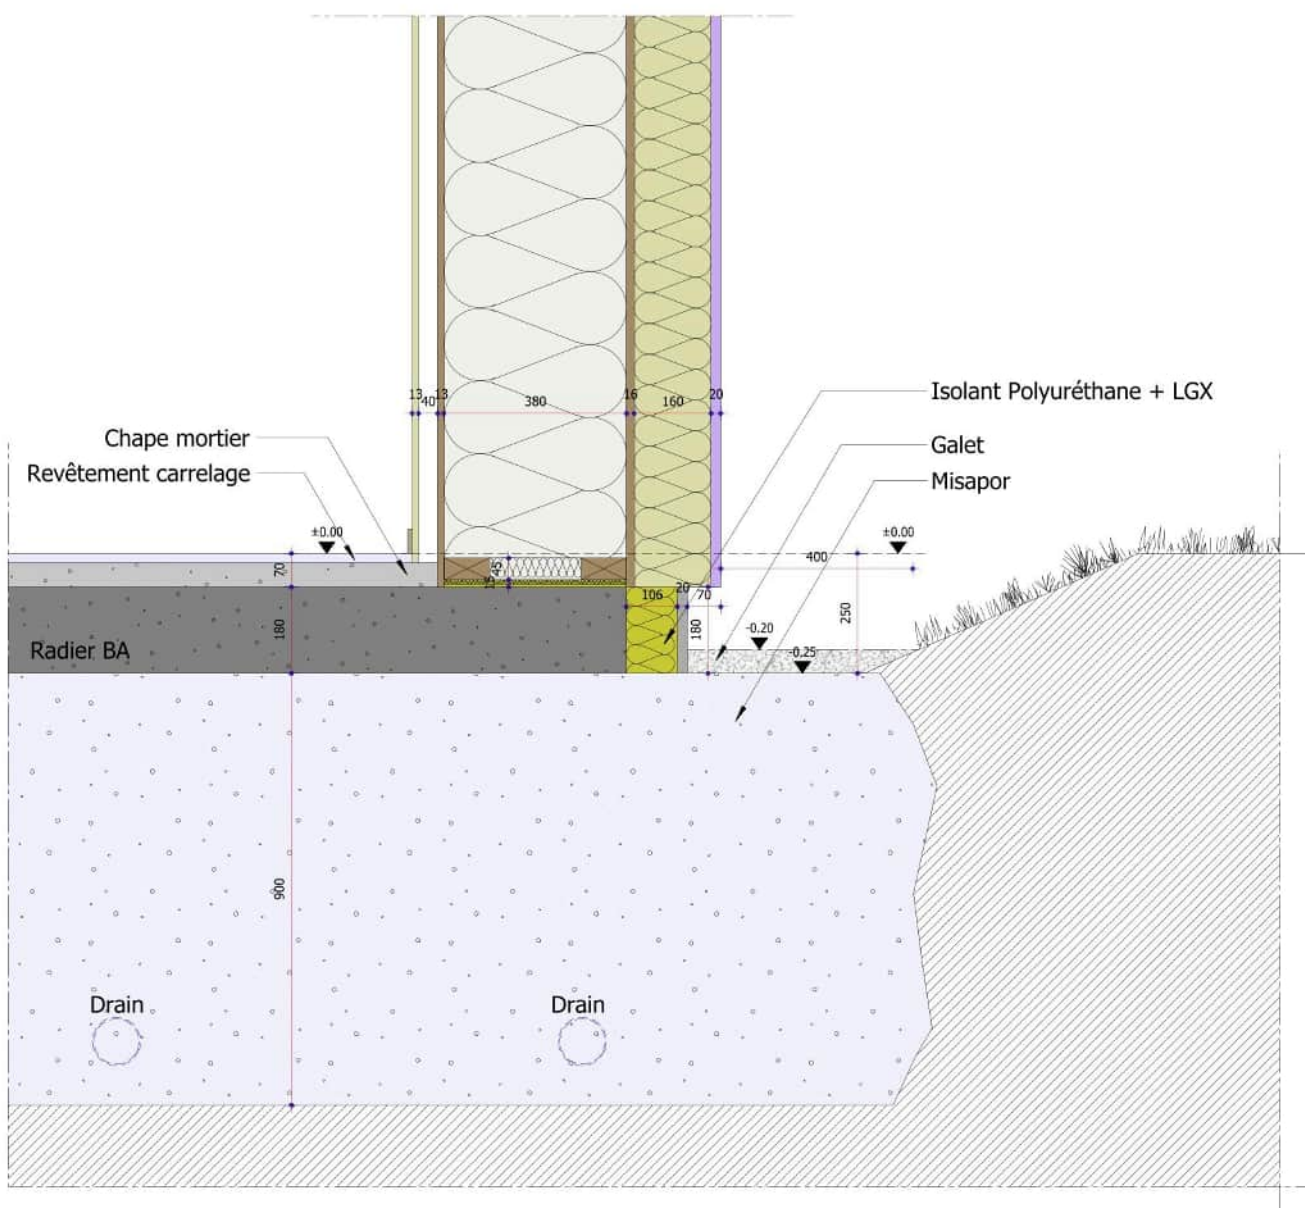 13
40
13
380
16
160
20
Isolant Polyuréthane + LGX
Chape mortier
Galet
Revêtement carrelage
Misapor
±0,00
±0,00
400
70
45
15
106
20
70
250
180
180
-0,20
Radier BA
-0,25
900
Drain
Drain